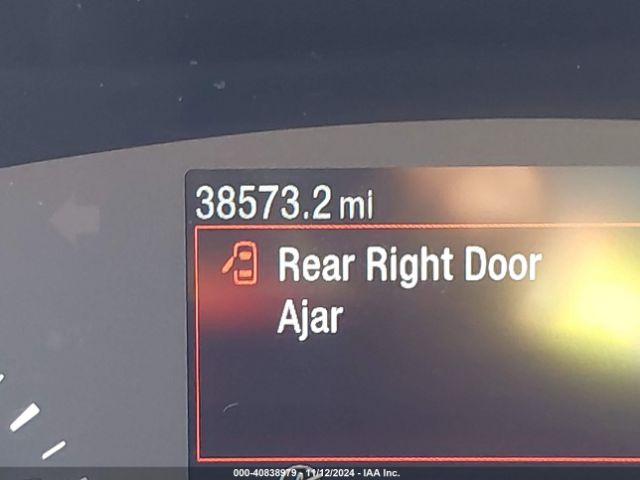 38573.2 mi
Rear Right Door
Ajar
000-40838979 - 11/12/2024 - IAA Inc.